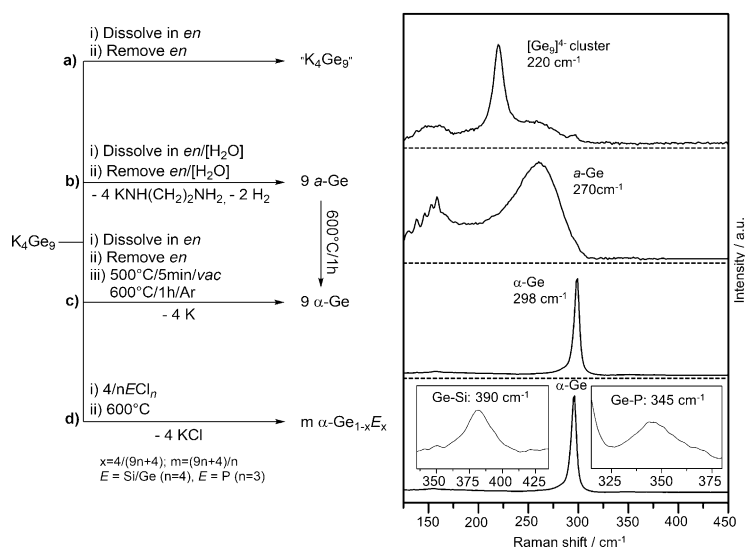 i) Dissolve in en
ii) Remove en
a) "K4Ge9"
i) Dissolve in en/[H2O]
ii) Remove en/[H2O]
b) 9 a-Ge
- 4 KNH(CH2)2NH2, - 2 H2
600°C/1h
K4Ge9
i) Dissolve in en
ii) Remove en
iii) 500°C/5min/vac
600°C/1h/Ar
c) 9 α-Ge
- 4 K
i) 4/nECln
ii) 600°C
d) m α-Ge1-xEx
- 4 KCl
x=4/(9n+4); m=(9n+4)/n
E = Si/Ge (n=4), E = P (n=3)
[Ge9]4- cluster
220 cm-1
a-Ge
270cm-1
α-Ge
298 cm-1
α-Ge
Ge-Si: 390 cm-1
350 375 400 425
Ge-P: 345 cm-1
325 350 375
150 200 250 300 350 400 450
Raman shift / cm-1
Intensity / a.u.